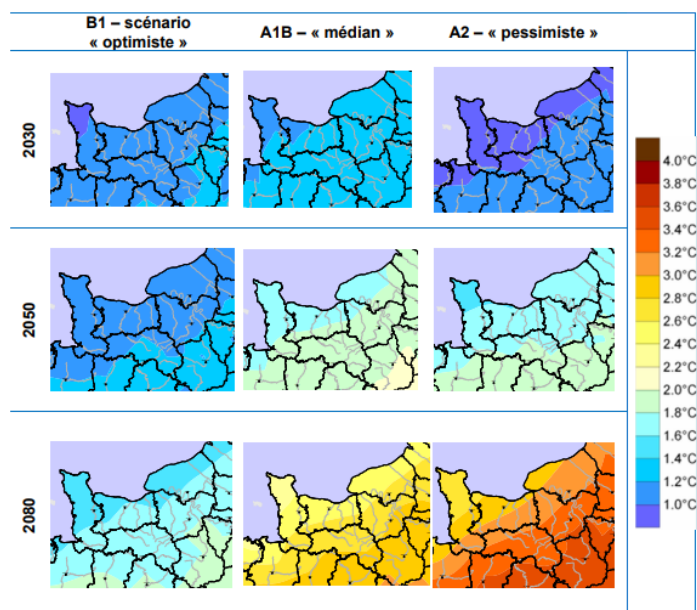 B1 – scénario
« optimiste »
A1B – « médian »
A2 – « pessimiste »
2030
2050
2080
4.0°C
3.8°C
3.6°C
3.4°C
3.2°C
3.0°C
2.8°C
2.6°C
2.4°C
2.2°C
2.0°C
1.8°C
1.6°C
1.4°C
1.2°C
1.0°C